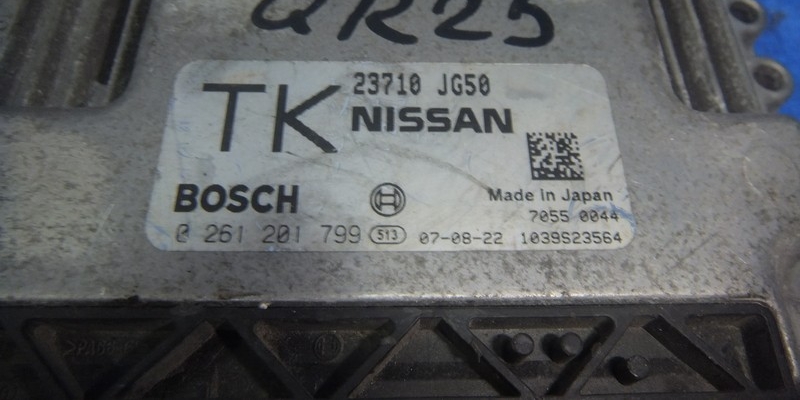 QR25
TK
23710 JG50
NISSAN
BOSCH
Made in Japan
7055 0044
0 261 201 799 513 07-08-22 1039S23564